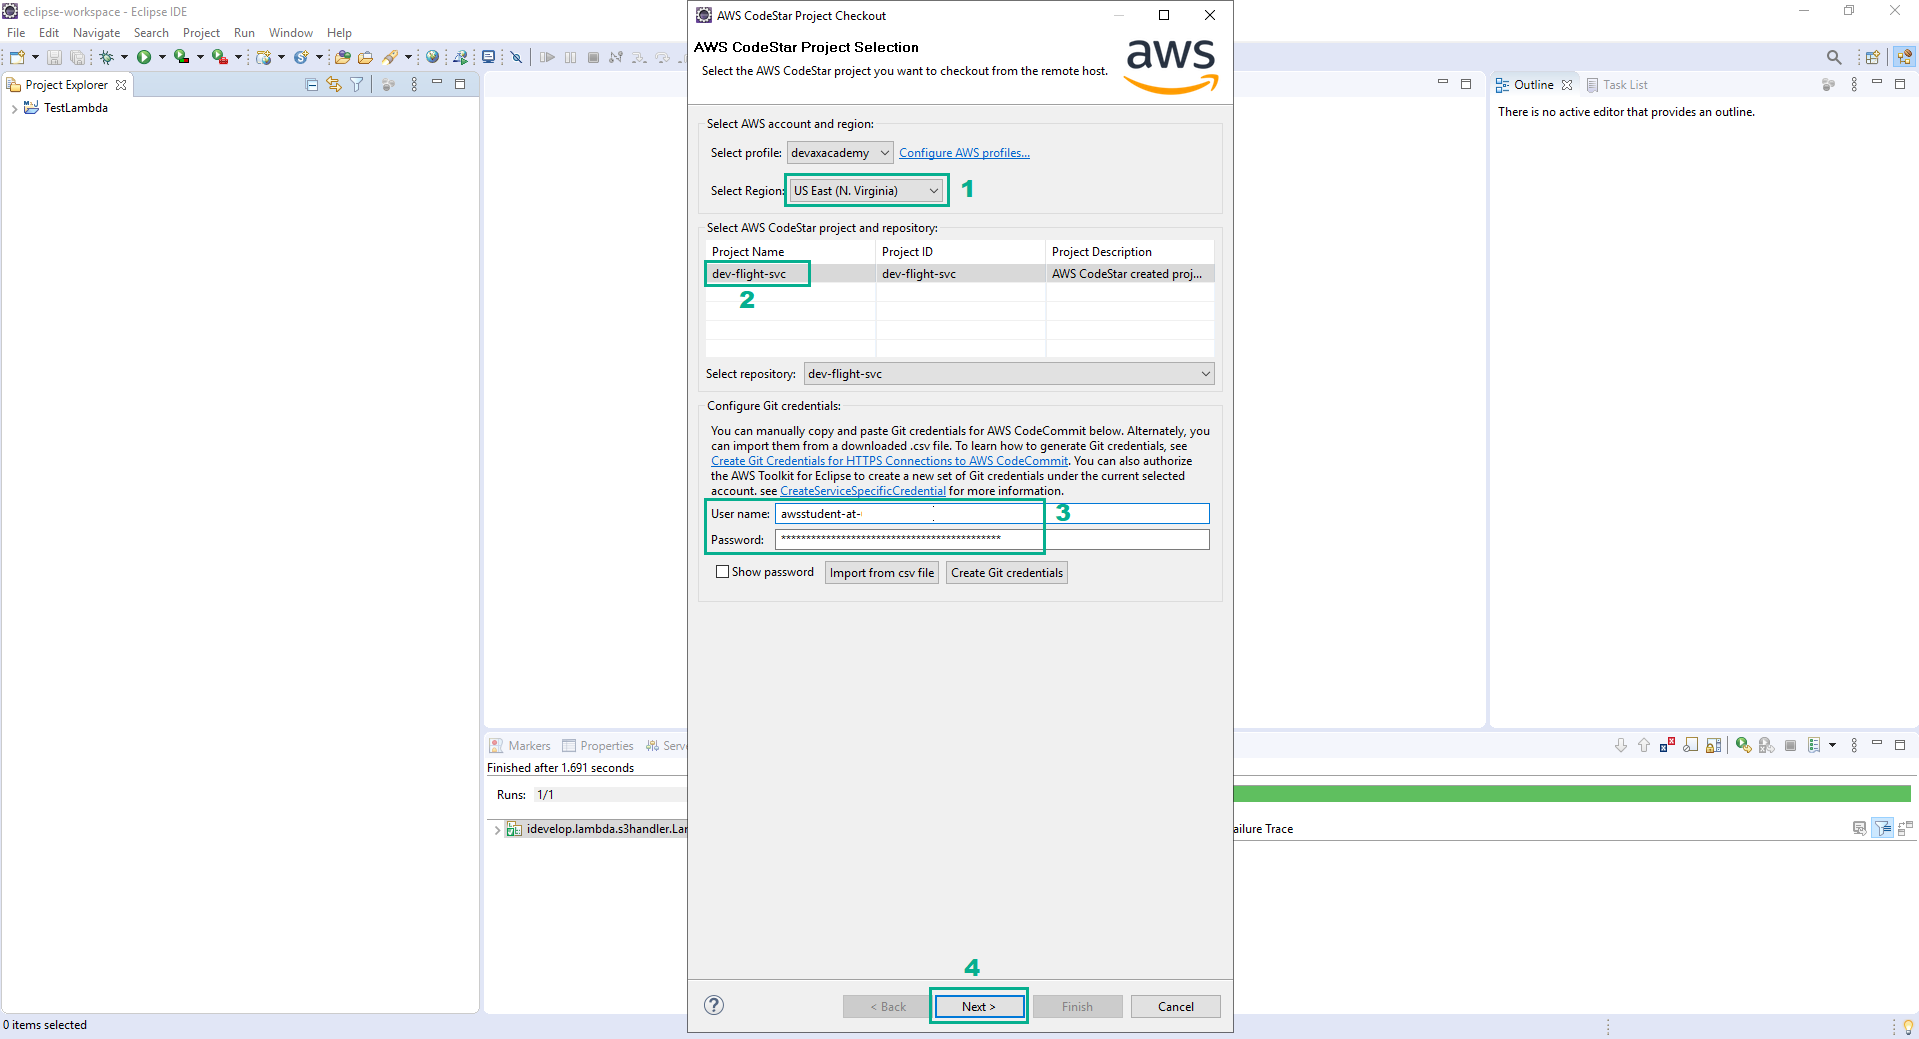 eclipse-workspace - Eclipse IDE
File Edit Navigate Search Project Run Window Help
Project Explorer
TestLambda
AWS CodeStar Project Checkout
AWS CodeStar Project Selection
Select the AWS CodeStar project you want to checkout from the remote host.
aws
Select AWS account and region:
Select profile: devaxacademy Configure AWS profiles...
Select Region: US East (N. Virginia) 1
Select AWS CodeStar project and repository:
Project Name Project ID Project Description
dev-flight-svc dev-flight-svc AWS CodeStar created proj...
2
Select repository: dev-flight-svc
Configure Git credentials:
You can manually copy and paste Git credentials for AWS CodeCommit below. Alternately, you
can import them from a downloaded .csv file. To learn how to generate Git credentials, see
Create Git Credentials for HTTPS Connections to AWS CodeCommit. You can also authorize
the AWS Toolkit for Eclipse to create a new set of Git credentials under the current selected
account. see CreateServiceSpecificCredential for more information.
User name: awsstudent-at- 3
Password: ********************************************
Show password Import from csv file Create Git credentials
4
< Back Next > Finish Cancel
Outline Task List
There is no active editor that provides an outline.
Markers Properties Serve
Finished after 1.691 seconds
Runs: 1/1
idevelop.lambda.s3handler.Lar
ailure Trace
0 items selected